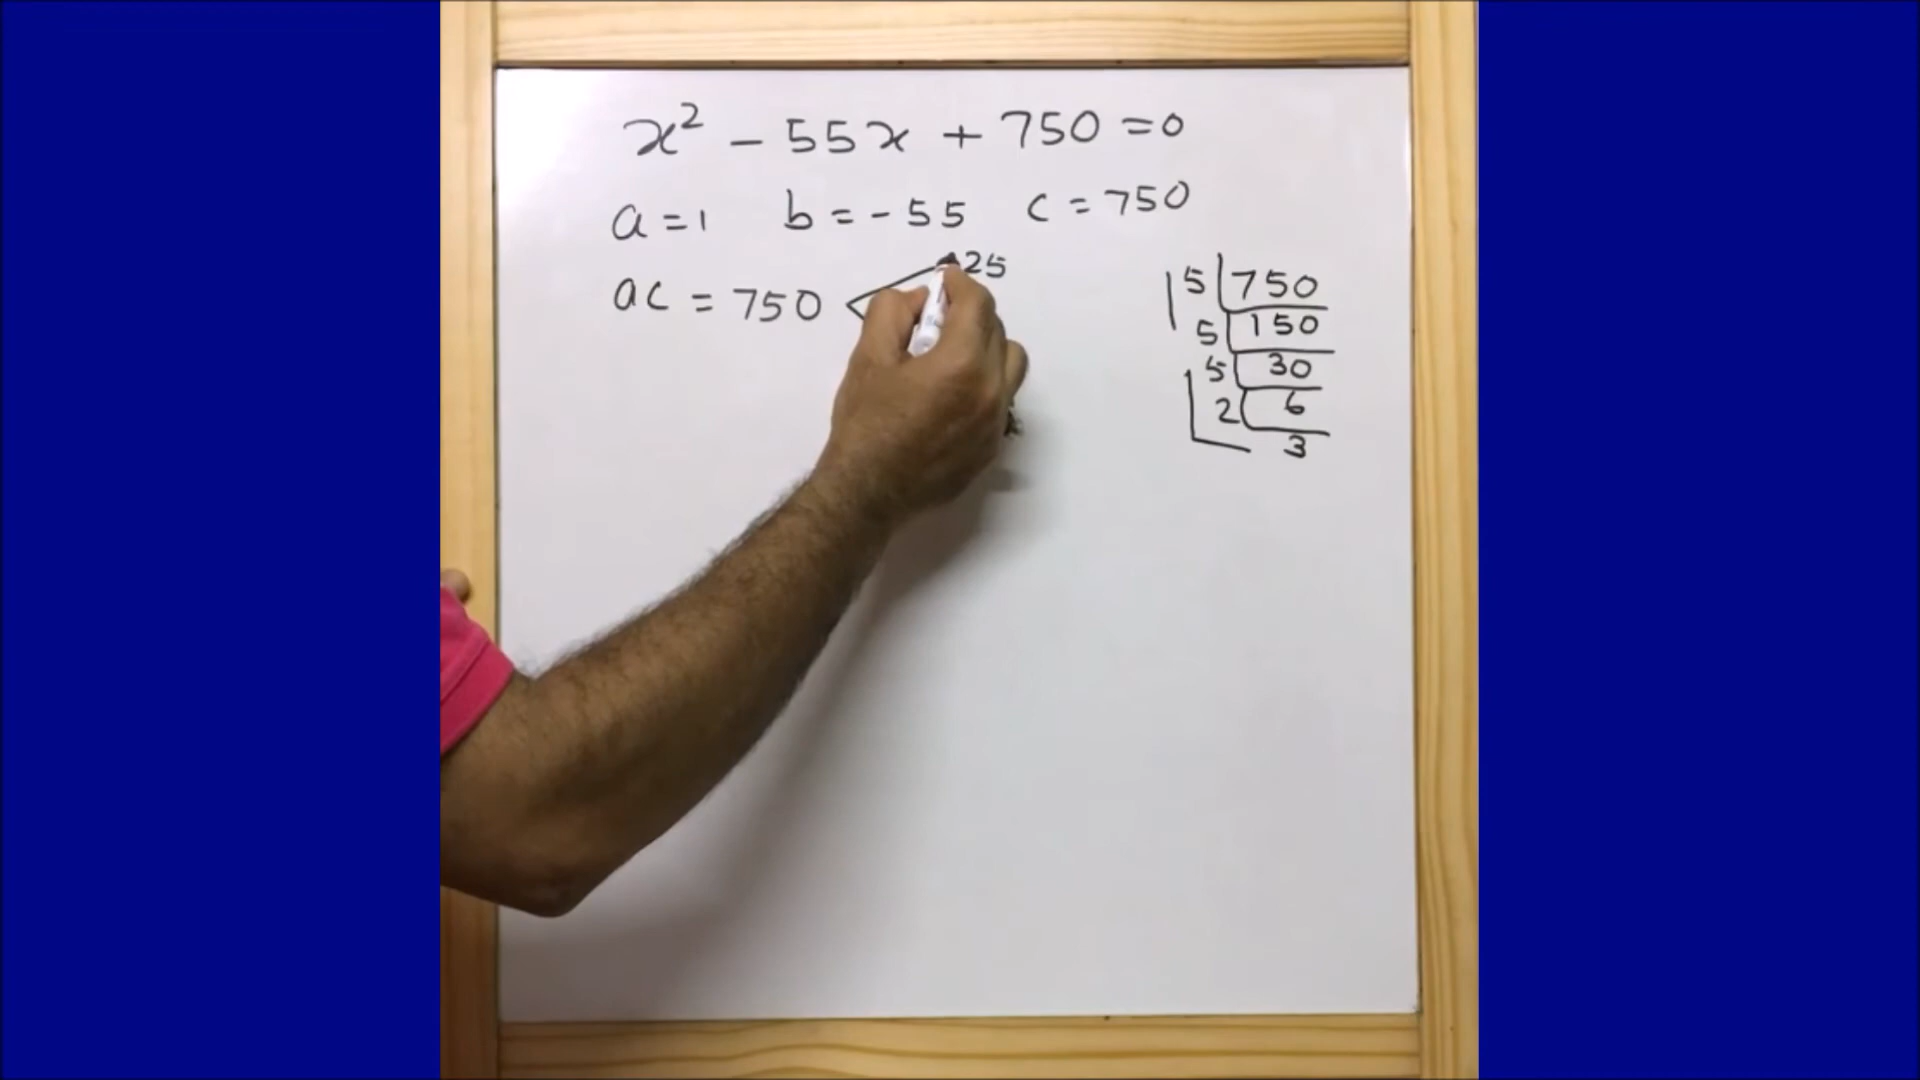 x² - 55x + 750 = 0
a = 1 b = -55 c = 750
ac = 750 25
5 750
5 150
5 30
2 6
3